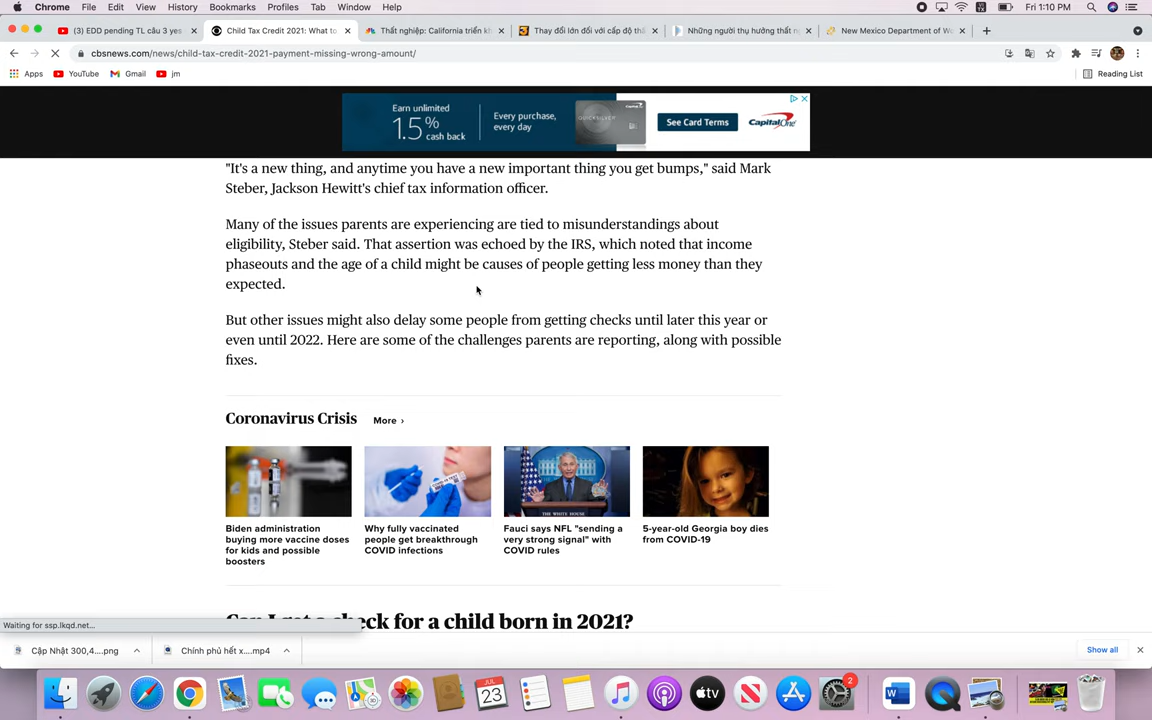 Chrome File Edit View History Bookmarks Profiles Tab Window Help Fri 1:10 PM
(3) EDD pending TL câu 3 yes Child Tax Credit 2021: What to Thất nghiệp: California triển kh Thay đổi lớn đối với cấp độ Những người thụ hưởng thất New Mexico Department of
cbsnews.com/news/child-tax-credit-2021-payment-missing-wrong-amount/
Apps YouTube Gmail jm Reading List
Earn unlimited
1.5% cash back
Every purchase, every day
QUICKSILVER
See Card Terms
Capital One
"It's a new thing, and anytime you have a new important thing you get bumps," said Mark
Steber, Jackson Hewitt's chief tax information officer.
Many of the issues parents are experiencing are tied to misunderstandings about
eligibility, Steber said. That assertion was echoed by the IRS, which noted that income
phaseouts and the age of a child might be causes of people getting less money than they
expected.
But other issues might also delay some people from getting checks until later this year or
even until 2022. Here are some of the challenges parents are reporting, along with possible
fixes.
Coronavirus Crisis More ›
THE WHITE HOUSE
Biden administration
buying more vaccine doses
for kids and possible
boosters
Why fully vaccinated
people get breakthrough
COVID infections
Fauci says NFL "sending a
very strong signal" with
COVID rules
5-year-old Georgia boy dies
from COVID-19
Can I get a check for a child born in 2021?
Waiting for ssp.lkqd.net...
Cập Nhật 300,4....png Chính phủ hết x....mp4 Show all
JUL
23
tv
2